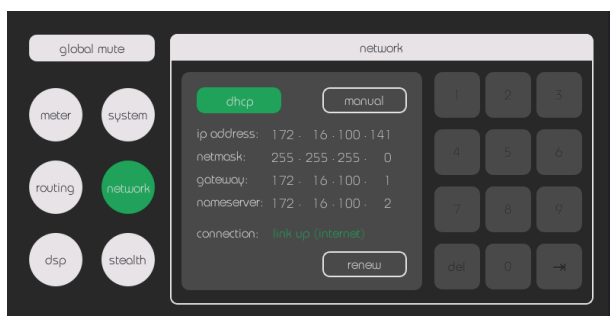 global mute
network
meter
system
routing
network
dsp
stealth
dhcp
manual
ip address: 172 . 16 . 100 . 141
netmask: 255 . 255 . 255 . 0
gateway: 172 . 16 . 100 . 1
nameserver: 172 . 16 . 100 . 2
connection: link up (internet)
renew
1 2 3
4 5 6
7 8 9
del 0